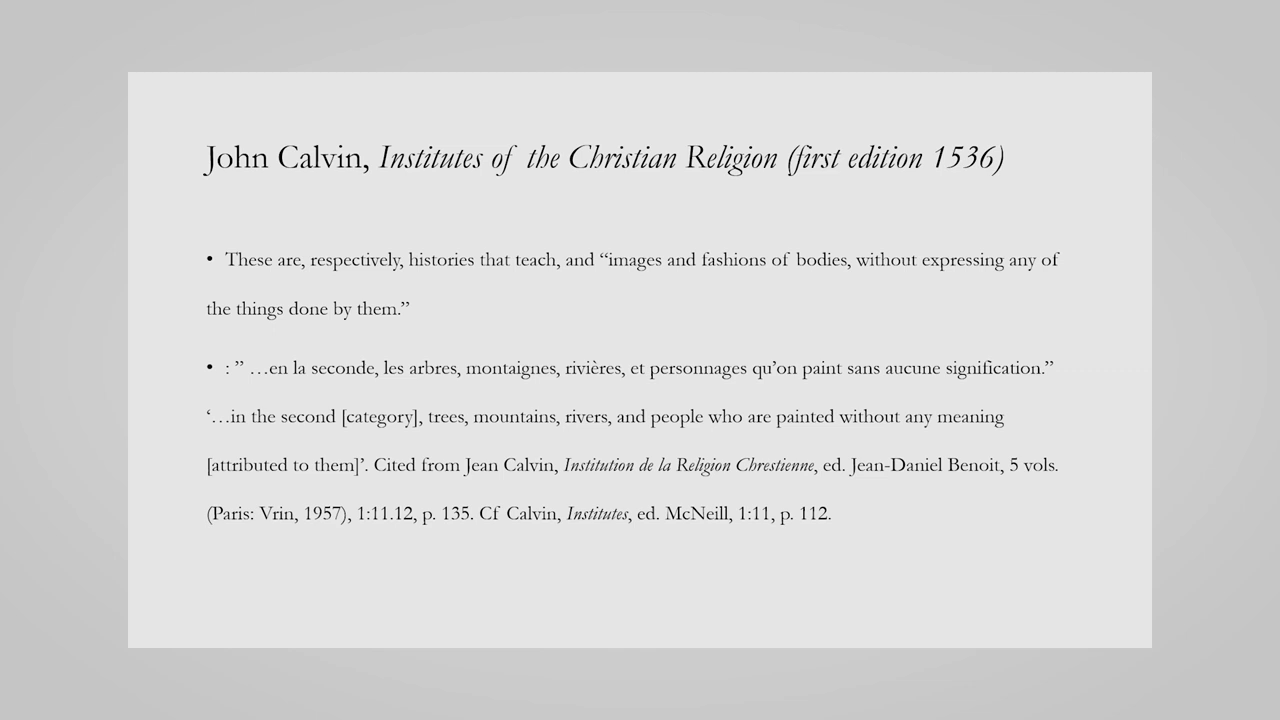 John Calvin, Institutes of the Christian Religion (first edition 1536)
• These are, respectively, histories that teach, and “images and fashions of bodies, without expressing any of
the things done by them.”
• : ” …en la seconde, les arbres, montaignes, rivières, et personnages qu’on paint sans aucune signification.”
‘…in the second [category], trees, mountains, rivers, and people who are painted without any meaning
[attributed to them]’. Cited from Jean Calvin, Institution de la Religion Chrestienne, ed. Jean-Daniel Benoit, 5 vols.
(Paris: Vrin, 1957), 1:11.12, p. 135. Cf Calvin, Institutes, ed. McNeill, 1:11, p. 112.